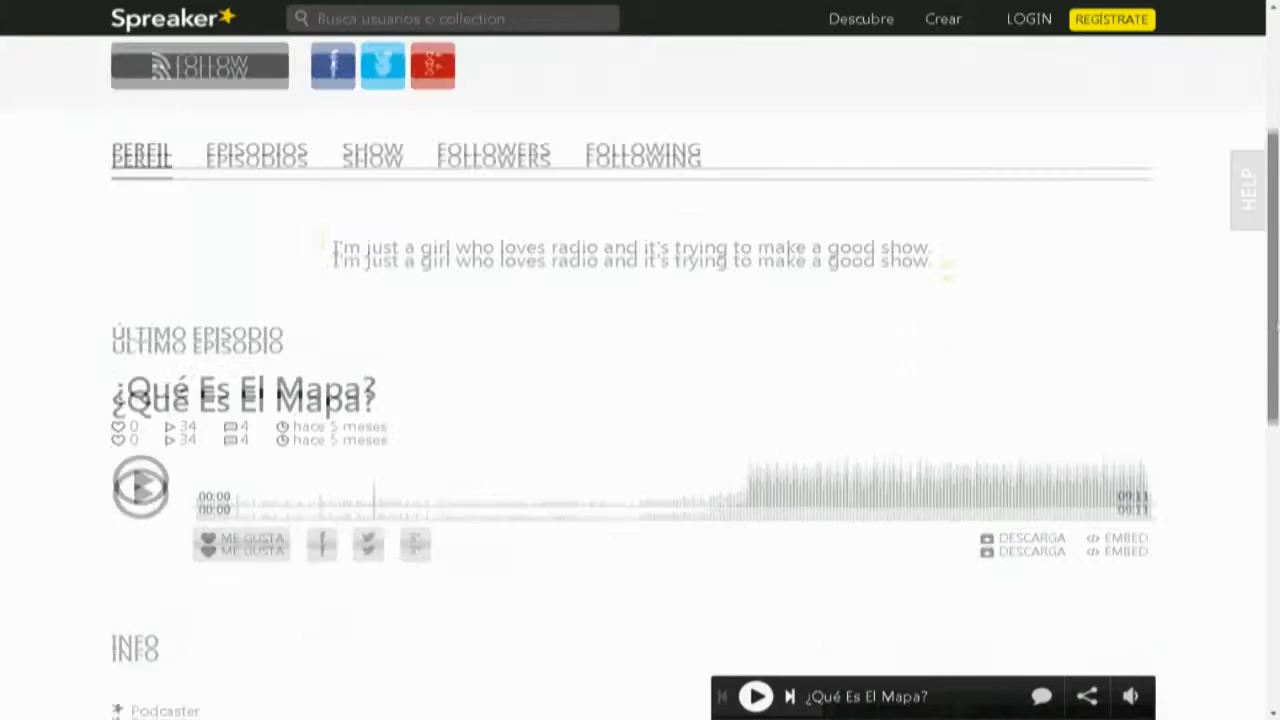 Spreaker
Busca usuarios o collection
Descubre
Crear
LOGIN
REGÍSTRATE
FOLLOW
HELP
PERFIL
EPISODIOS
SHOW
FOLLOWERS
FOLLOWING
I'm just a girl who loves radio and it's trying to make a good show.
ÚLTIMO EPISODIO
¿Qué Es El Mapa?
0 34 4 hace 5 meses
00:00
09:11
ME GUSTA
DESCARGA
EMBED
INFO
¿Qué Es El Mapa?
Podcaster